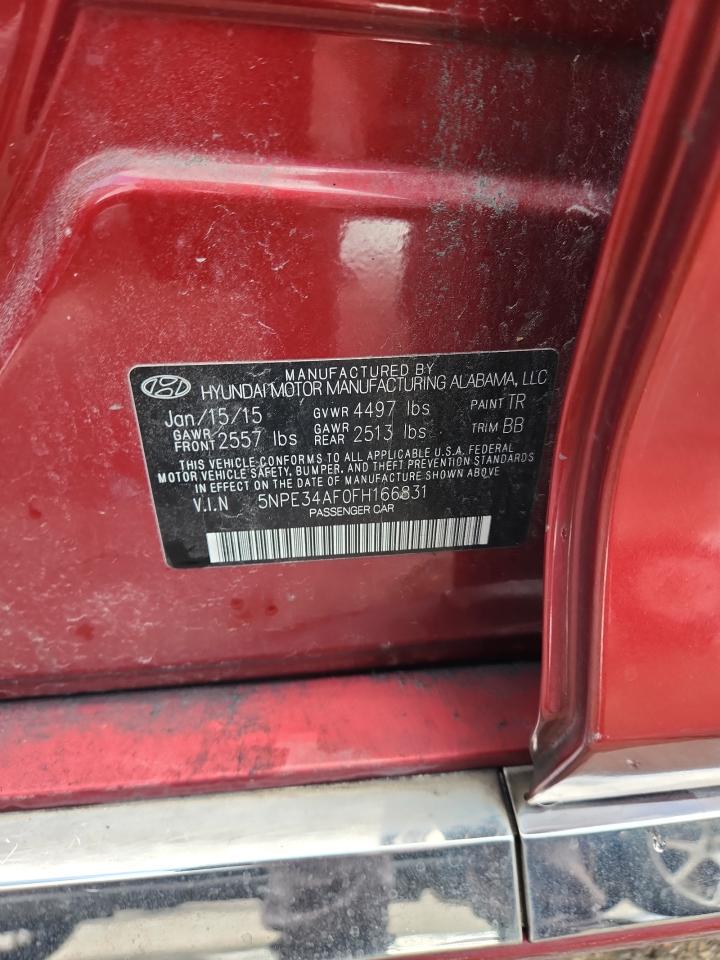 MANUFACTURED BY
HYUNDAI MOTOR MANUFACTURING ALABAMA, LLC
Jan/15/15 GVWR 4497 lbs PAINT TR
GAWR FRONT 2557 lbs GAWR REAR 2513 lbs TRIM BB
THIS VEHICLE CONFORMS TO ALL APPLICABLE U.S.A. FEDERAL
MOTOR VEHICLE SAFETY, BUMPER, AND THEFT PREVENTION STANDARDS
IN EFFECT ON THE DATE OF MANUFACTURE SHOWN ABOVE
V.I.N 5NPE34AF0FH166831
PASSENGER CAR